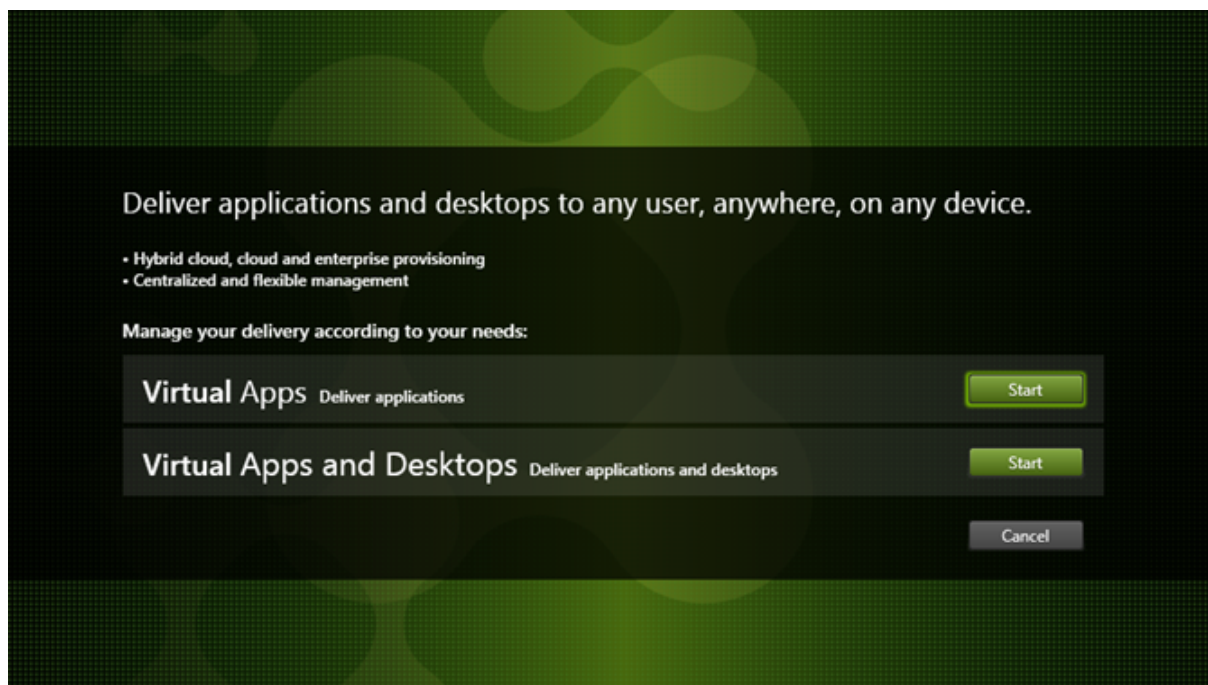 Deliver applications and desktops to any user, anywhere, on any device.
• Hybrid cloud, cloud and enterprise provisioning
• Centralized and flexible management
Manage your delivery according to your needs:
Virtual Apps Deliver applications Start
Virtual Apps and Desktops Deliver applications and desktops Start
Cancel